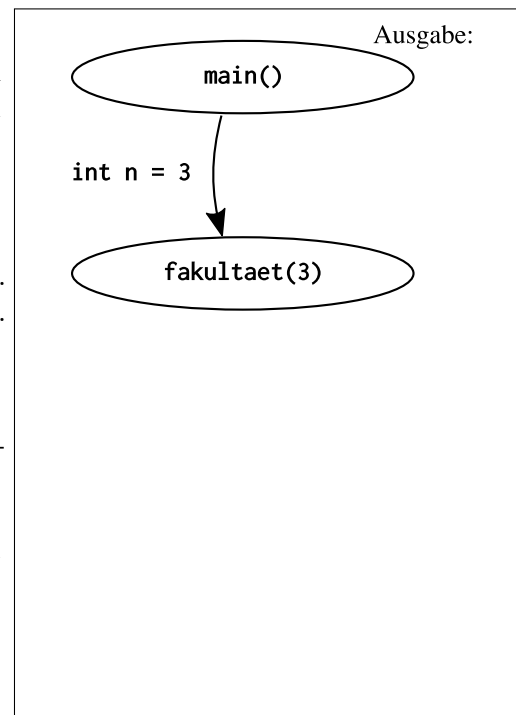 Ausgabe:
main()
int n = 3
fakultaet(3)